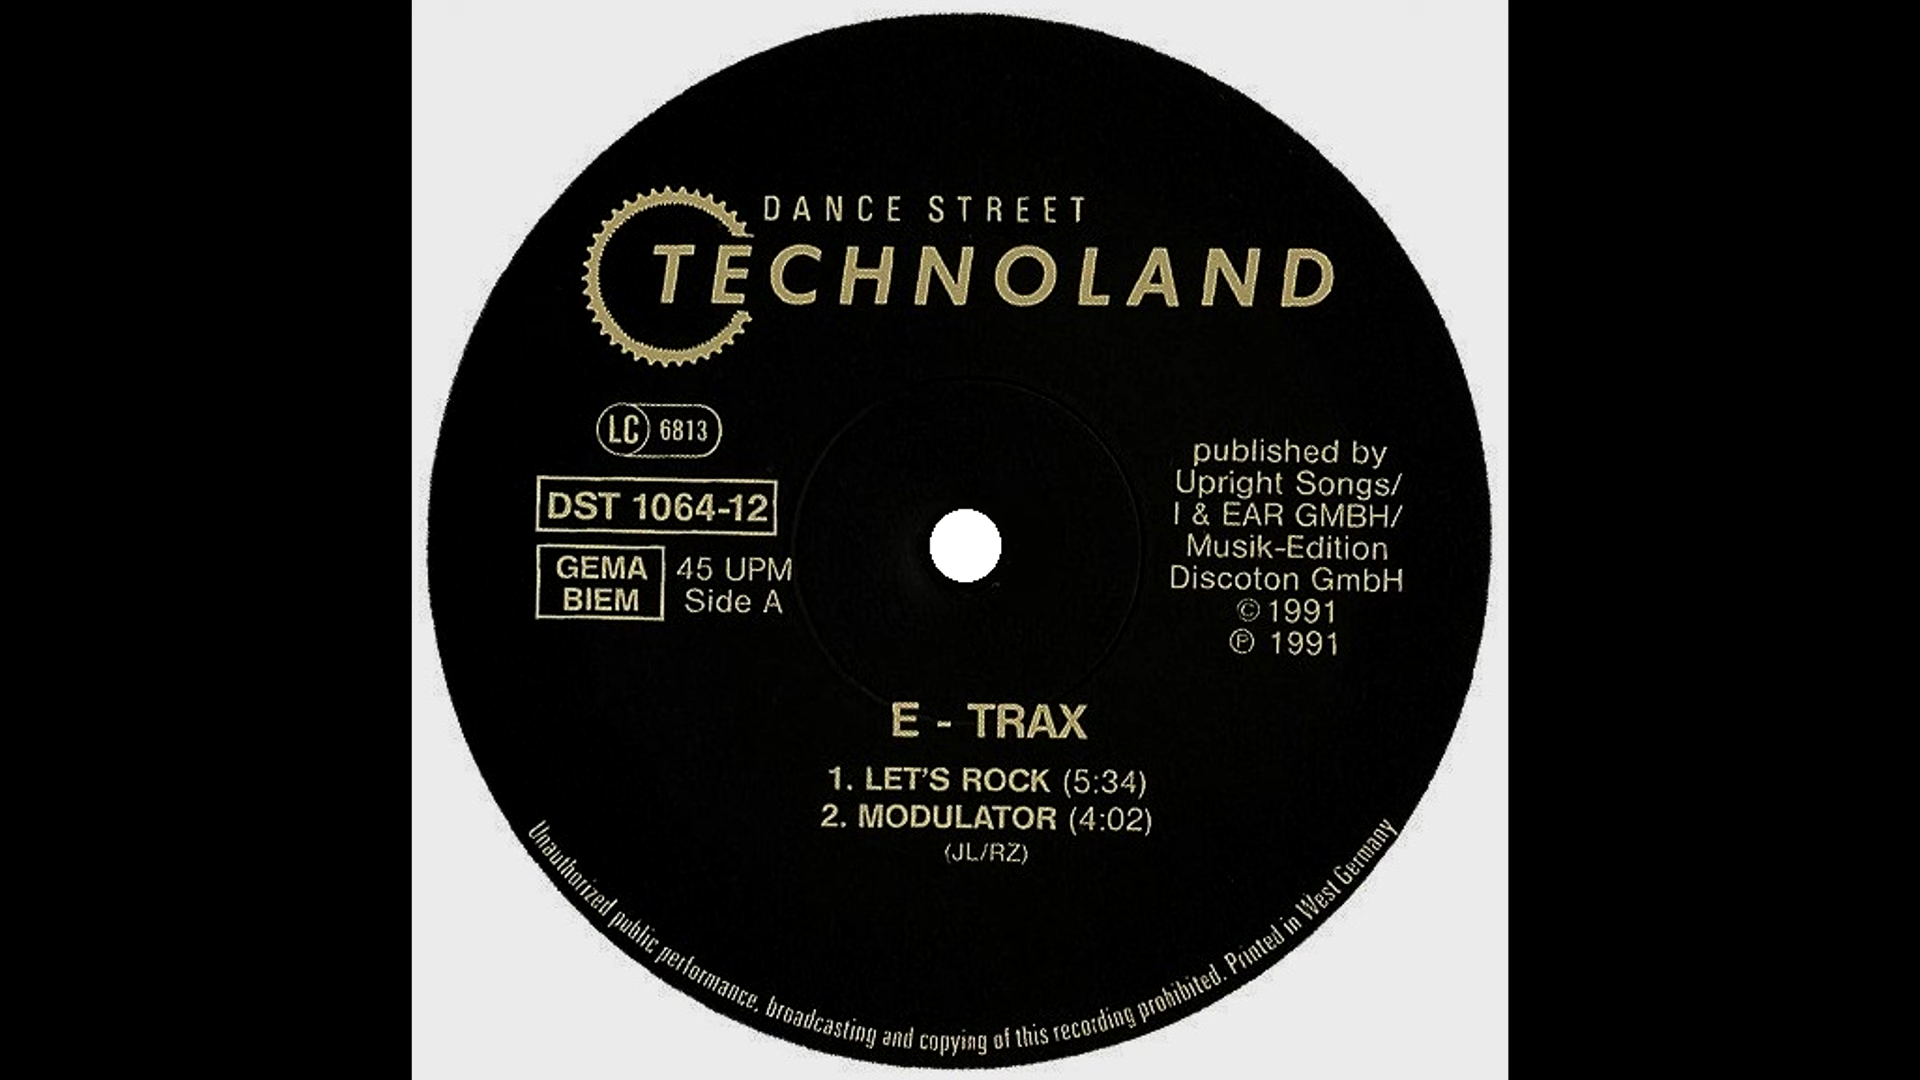 DANCE STREET
TECHNOLAND
LC 6813
DST 1064-12
GEMA
BIEM
45 UPM
Side A
published by
Upright Songs/
I & EAR GMBH/
Musik-Edition
Discoton GmbH
© 1991
℗ 1991
E - TRAX
1. LET'S ROCK (5:34)
2. MODULATOR (4:02)
(JL/RZ)
Unauthorized public performance, broadcasting and copying of this recording prohibited. Printed in West Germany